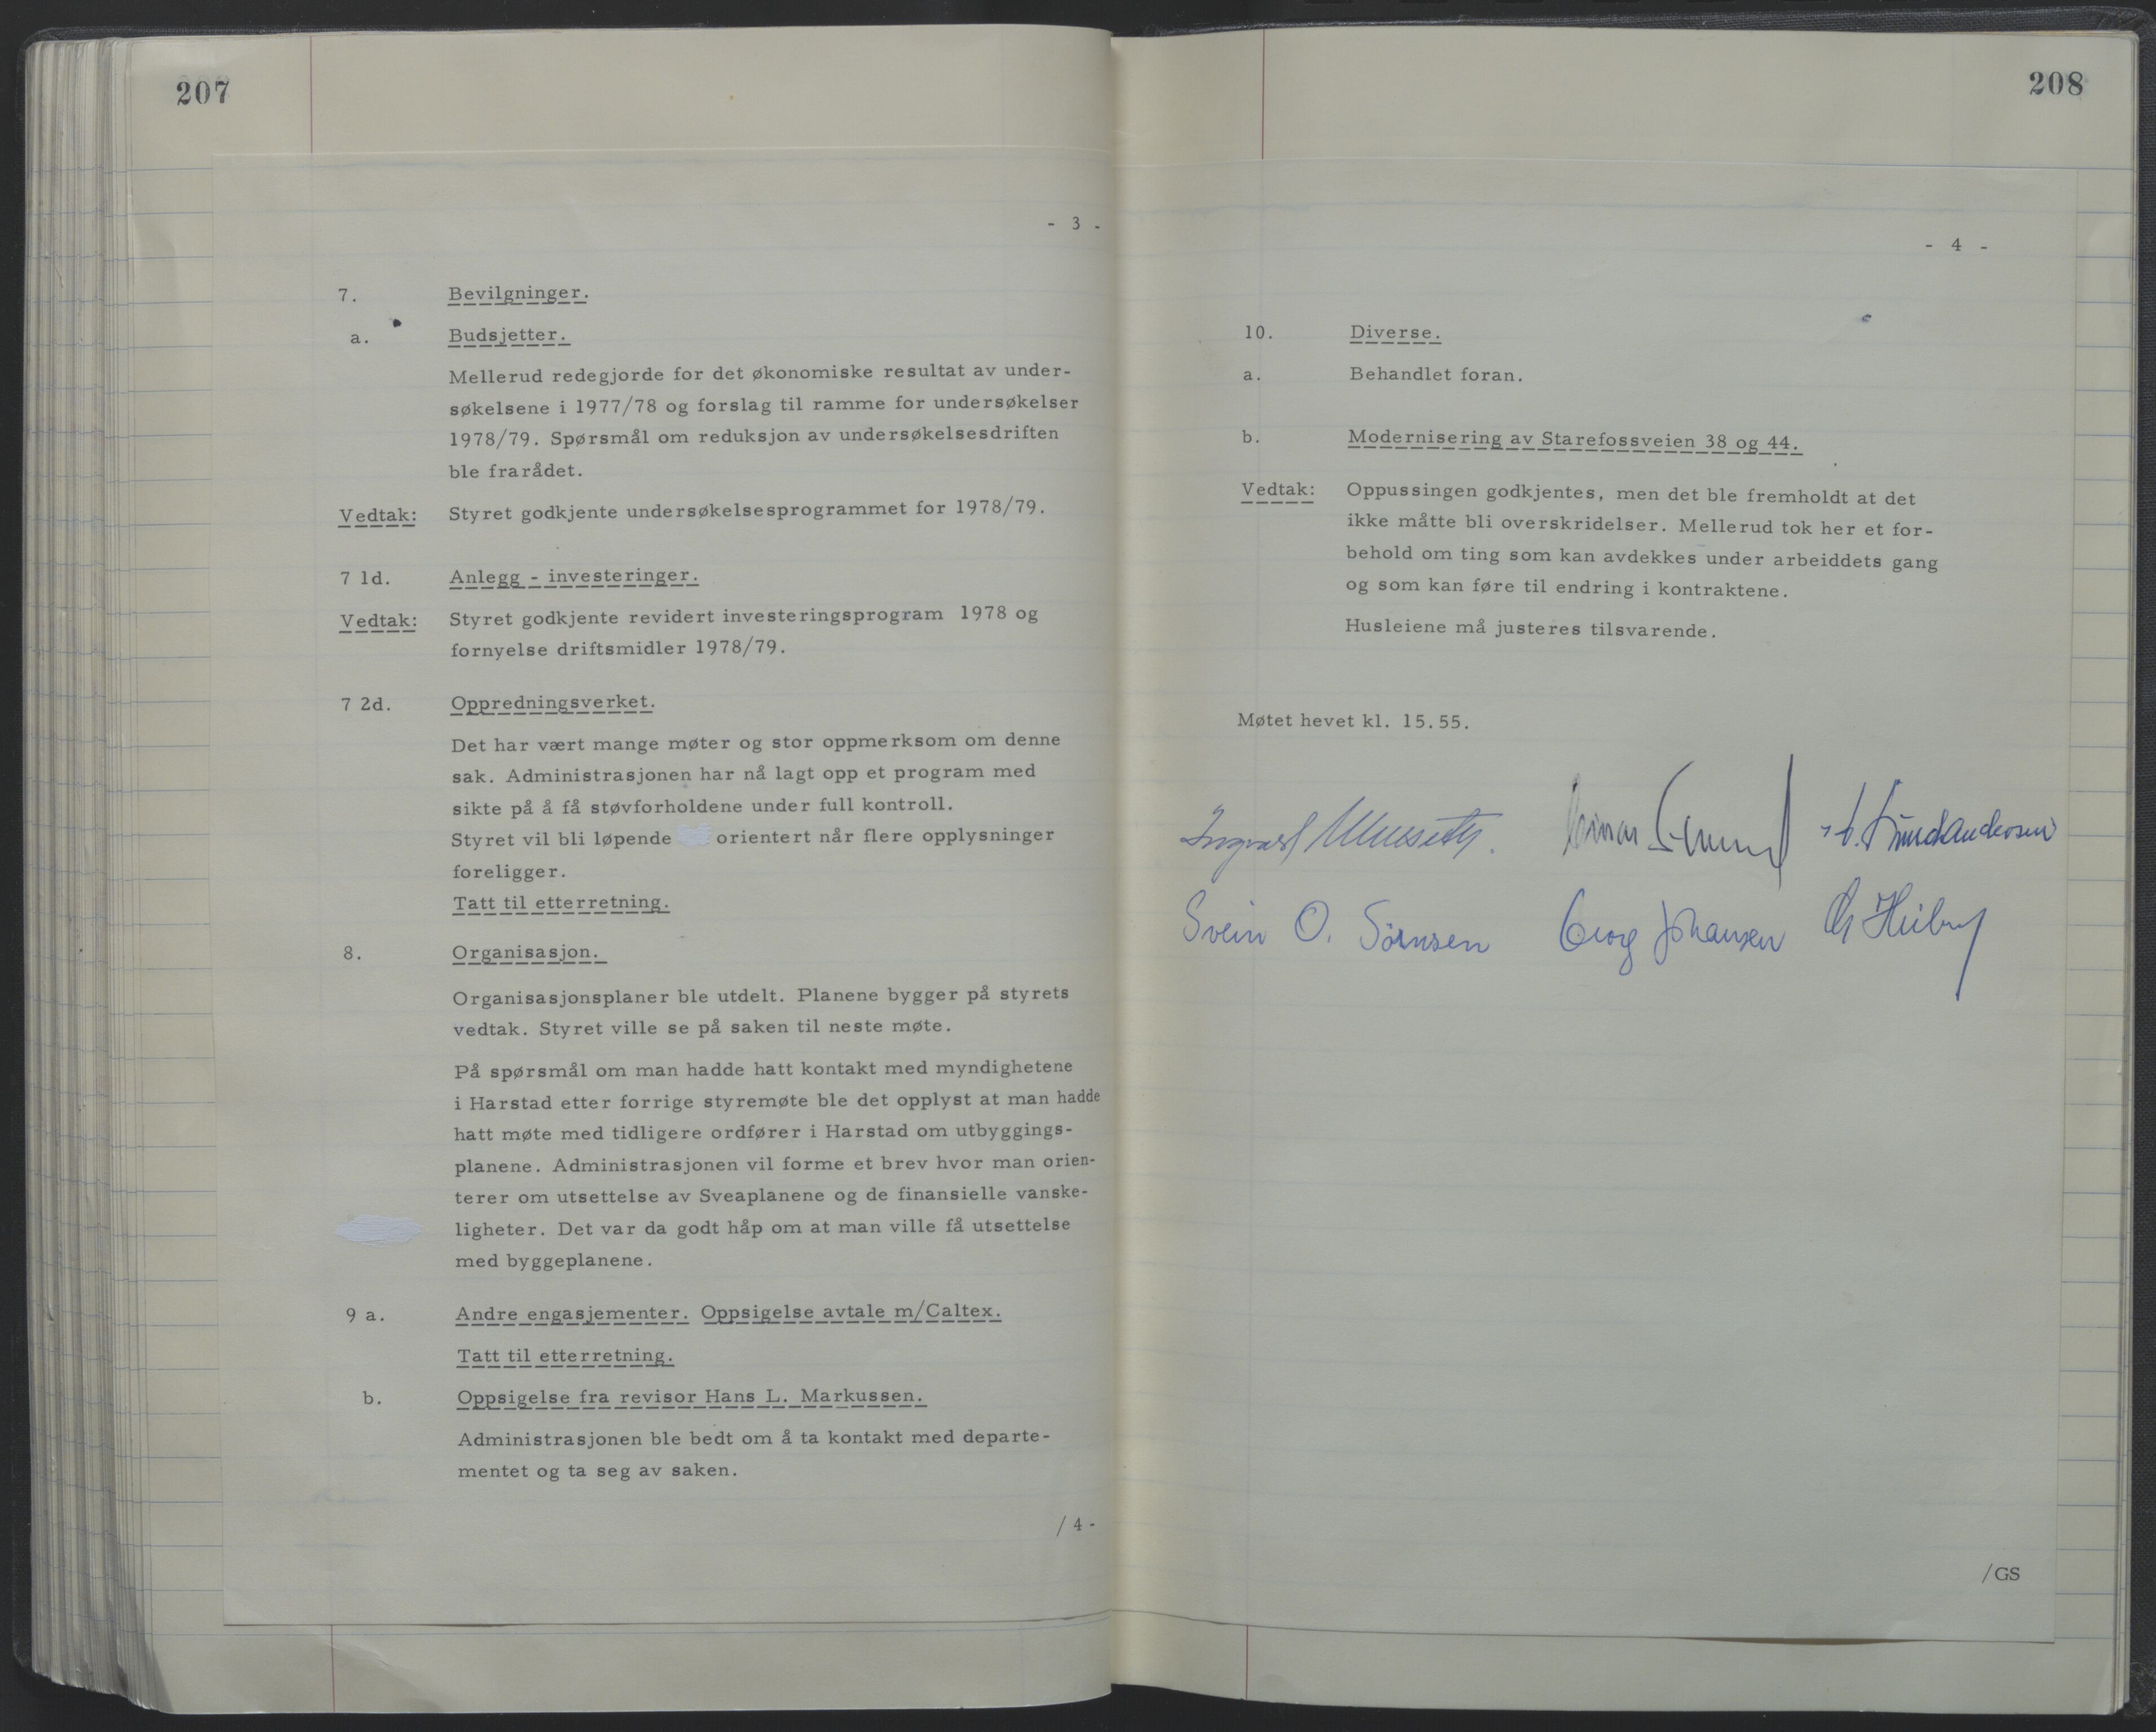 207
- 3 -
7. Bevilgninger.
a. Budsjetter.
Mellerud redegjorde for det økonomiske resultat av under-
søkelsene i 1977/78 og forslag til ramme for undersøkelser
1978/79. Spørsmål om reduksjon av undersøkelsesdriften
ble frarådet.
Vedtak: Styret godkjente undersøkelsesprogrammet for 1978/79.
7 1d. Anlegg - investeringer.
Vedtak: Styret godkjente revidert investeringsprogram 1978 og
fornyelse driftsmidler 1978/79.
7 2d. Oppredningsverket.
Det har vært mange møter og stor oppmerksom om denne
sak. Administrasjonen har nå lagt opp et program med
sikte på å få støvforholdene under full kontroll.
Styret vil bli løpende orientert når flere opplysninger
foreligger.
Tatt til etterretning.
8. Organisasjon.
Organisasjonsplaner ble utdelt. Planene bygger på styrets
vedtak. Styret ville se på saken til neste møte.
På spørsmål om man hadde hatt kontakt med myndighetene
i Harstad etter forrige styremøte ble det opplyst at man hadde
hatt møte med tidligere ordfører i Harstad om utbyggings-
planene. Administrasjonen vil forme et brev hvor man orien-
terer om utsettelse av Sveaplanene og de finansielle vanske-
ligheter. Det var da godt håp om at man ville få utsettelse
med byggeplanene.
9 a. Andre engasjementer. Oppsigelse avtale m/Caltex.
Tatt til etterretning.
b. Oppsigelse fra revisor Hans L. Markussen.
Administrasjonen ble bedt om å ta kontakt med departe-
mentet og ta seg av saken.
/ 4 -
208
- 4 -
10. Diverse.
a. Behandlet foran.
b. Modernisering av Starefossveien 38 og 44.
Vedtak: Oppussingen godkjentes, men det ble fremholdt at det
ikke måtte bli overskridelser. Mellerud tok her et for-
behold om ting som kan avdekkes under arbeiddets gang
og som kan føre til endring i kontraktene.
Husleiene må justeres tilsvarende.
Møtet hevet kl. 15.55.
Svein O. Sørnsen Georg Johansen
/GS